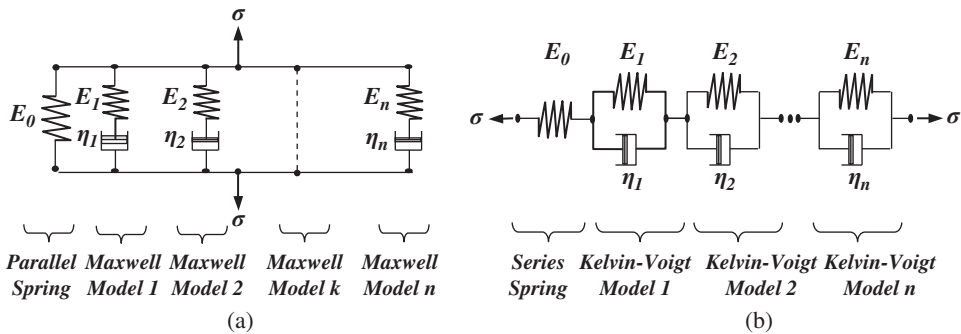 σ
E₀ E₁ E₂ Eₙ
η₁ η₂ ηₙ
σ
Parallel Spring
Maxwell Model 1
Maxwell Model 2
Maxwell Model k
Maxwell Model n
(a)
E₀ E₁ E₂ Eₙ
σ σ
η₁ η₂ ηₙ
Series Spring
Kelvin-Voigt Model 1
Kelvin-Voigt Model 2
Kelvin-Voigt Model n
(b)